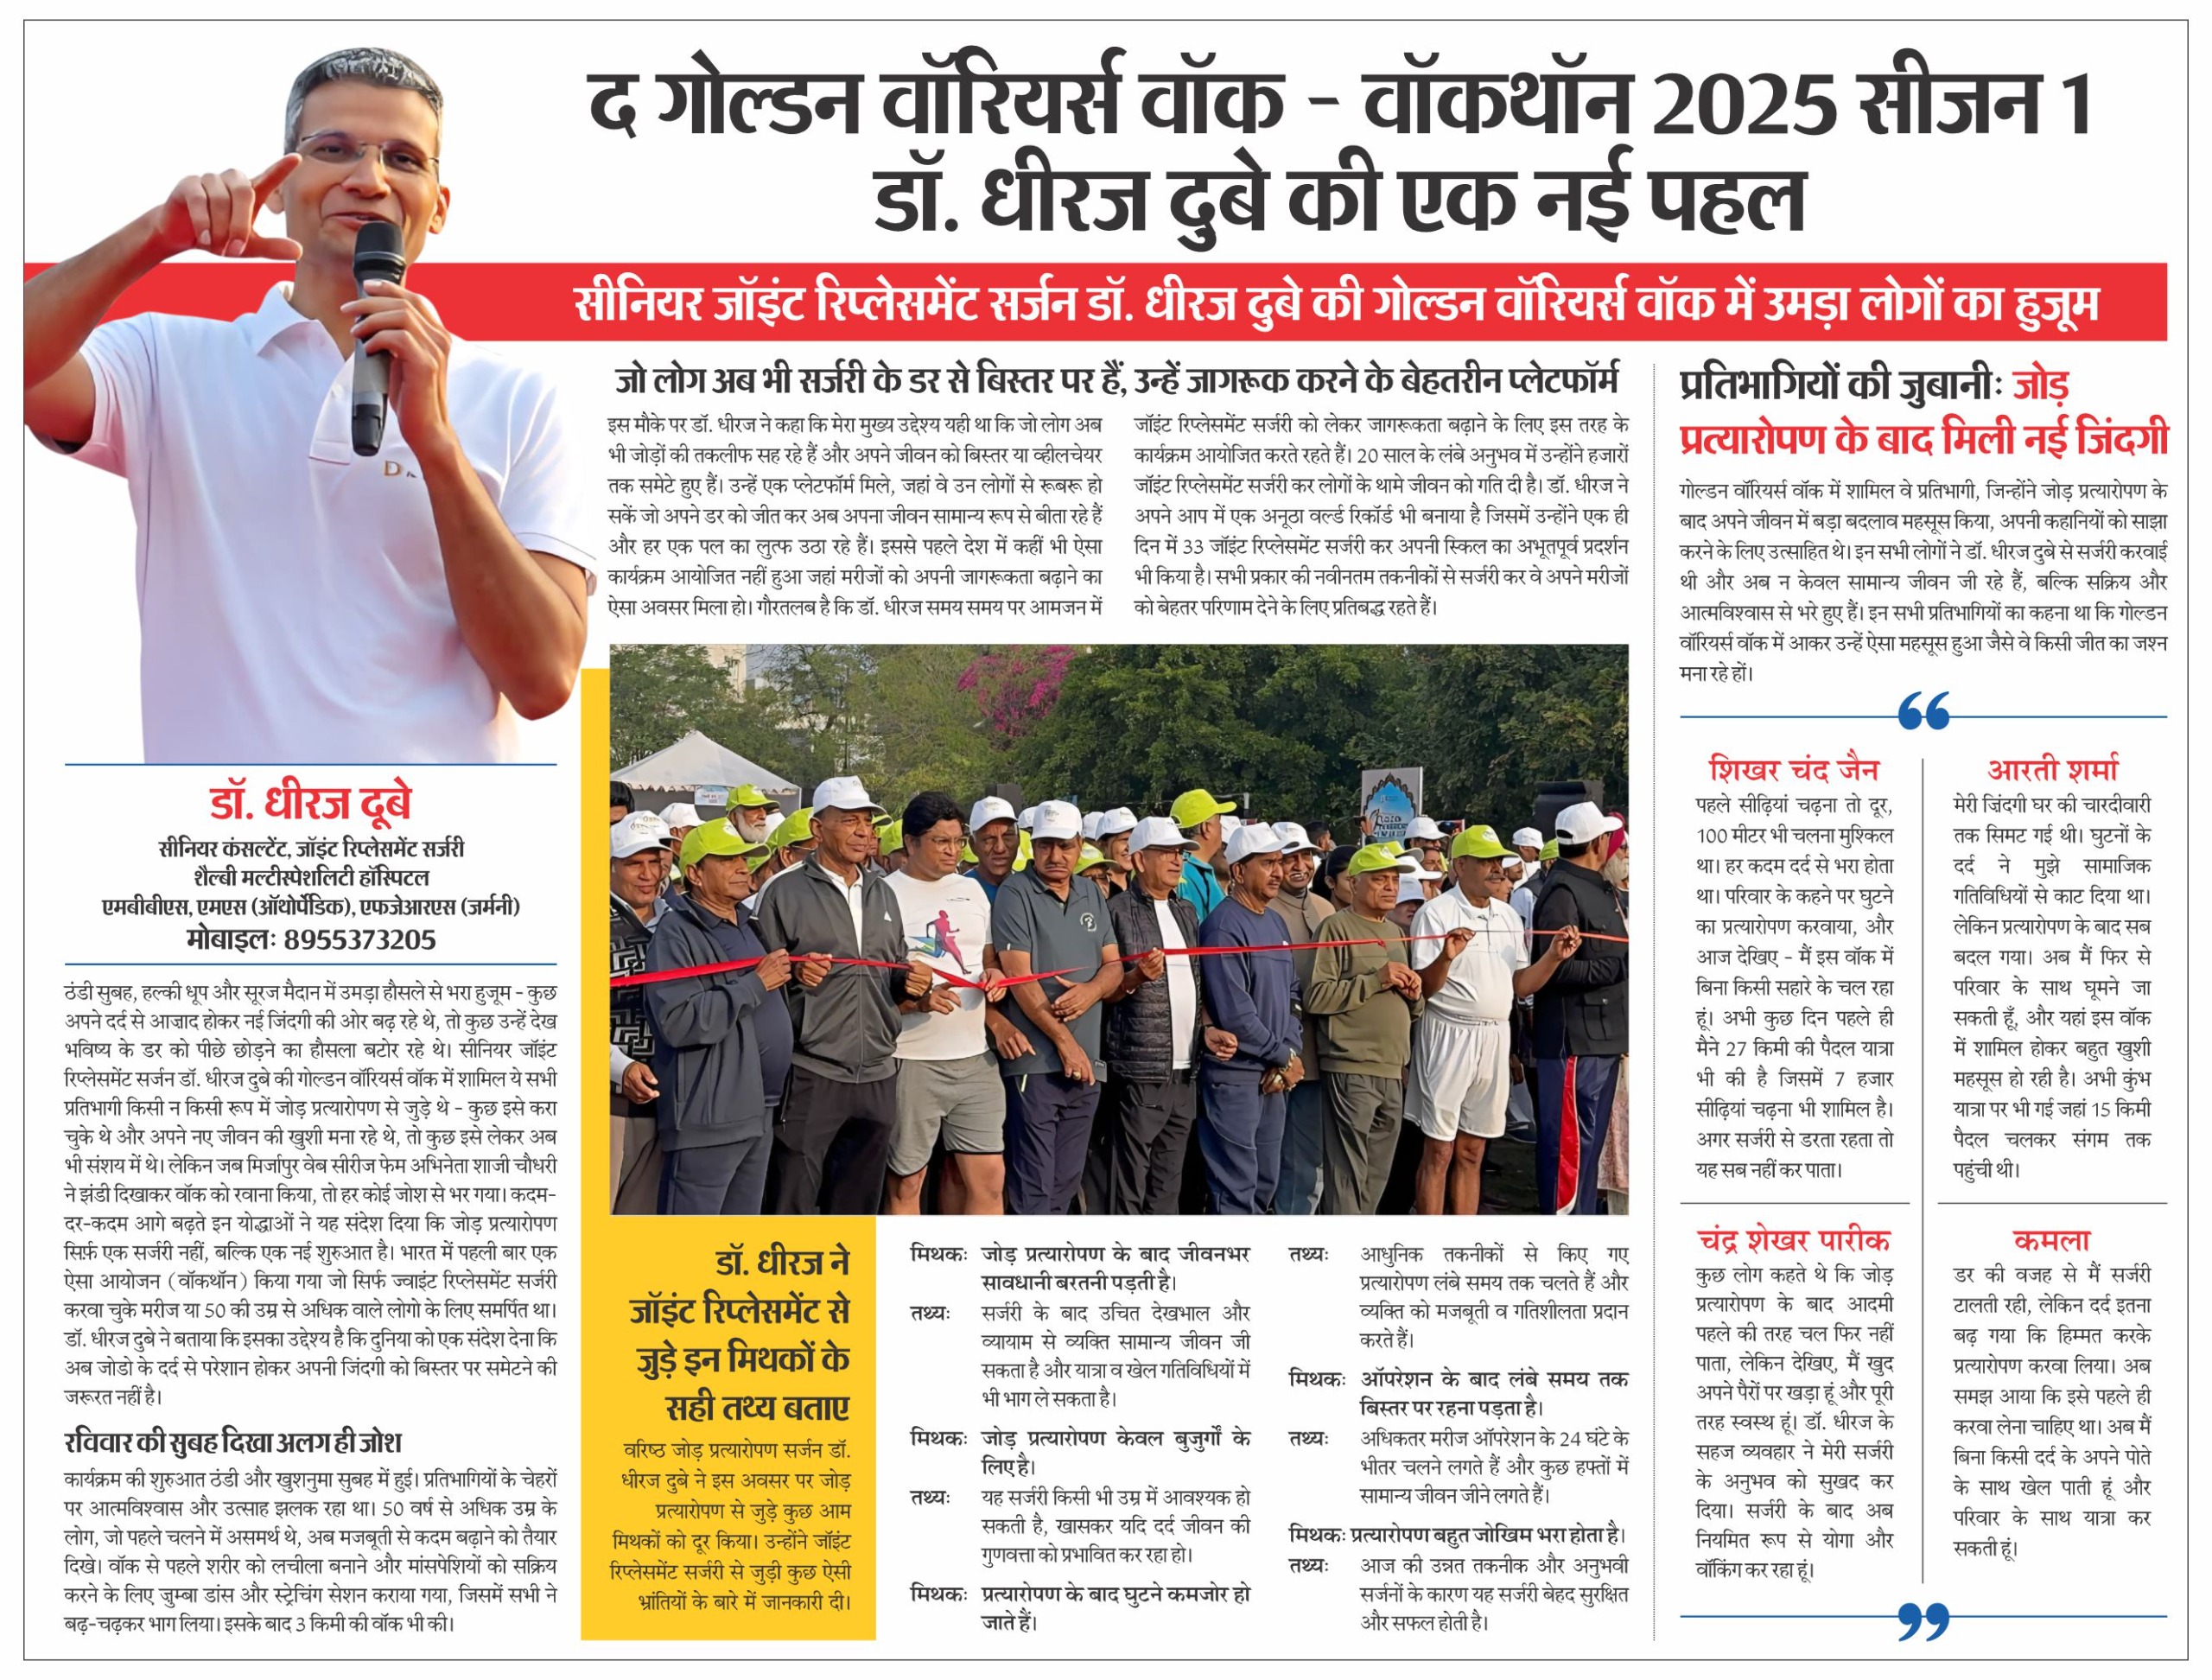 द गोल्डन वॉरियर्स वॉक - वॉकथॉन 2025 सीजन 1
डॉ. धीरज दुबे की एक नई पहल
सीनियर जॉइंट रिप्लेसमेंट सर्जन डॉ. धीरज दुबे की गोल्डन वॉरियर्स वॉक में उमड़ा लोगों का हुजूम
डॉ. धीरज दूबे
सीनियर कंसल्टेंट, जॉइंट रिप्लेसमेंट सर्जरी
शैल्बी मल्टीस्पेशलिटी हॉस्पिटल
एमबीबीएस, एमएस (ऑथोर्पेडिक), एफजेआरएस (जर्मनी)
मोबाइलः 8955373205
ठंडी सुबह, हल्की धूप और सूरज मैदान में उमड़ा हौसले से भरा हुजूम - कुछ
अपने दर्द से आजाद होकर नई जिंदगी की ओर बढ़ रहे थे, तो कुछ उन्हें देख
भविष्य के डर को पीछे छोड़ने का हौसला बटोर रहे थे। सीनियर जॉइंट
रिप्लेसमेंट सर्जन डॉ. धीरज दुबे की गोल्डन वॉरियर्स वॉक में शामिल ये सभी
प्रतिभागी किसी न किसी रूप में जोड़ प्रत्यारोपण से जुड़े थे - कुछ इसे करा
चुके थे और अपने नए जीवन की खुशी मना रहे थे, तो कुछ इसे लेकर अब
भी संशय में थे। लेकिन जब मिर्जापुर वेब सीरीज फेम अभिनेता शाजी चौधरी
ने झंडी दिखाकर वॉक को रवाना किया, तो हर कोई जोश से भर गया। कदम-
दर-कदम आगे बढ़ते इन योद्धाओं ने यह संदेश दिया कि जोड़ प्रत्यारोपण
सिर्फ़ एक सर्जरी नहीं, बल्कि एक नई शुरुआत है। भारत में पहली बार एक
ऐसा आयोजन (वॉकथॉन) किया गया जो सिर्फ ज्वाइंट रिप्लेसमेंट सर्जरी
करवा चुके मरीज या 50 की उम्र से अधिक वाले लोगो के लिए समर्पित था।
डॉ. धीरज दुबे ने बताया कि इसका उद्देश्य है कि दुनिया को एक संदेश देना कि
अब जोडो के दर्द से परेशान होकर अपनी जिंदगी को बिस्तर पर समेटने की
जरूरत नहीं है।
रविवार की सुबह दिखा अलग ही जोश
कार्यक्रम की शुरुआत ठंडी और खुशनुमा सुबह में हुई। प्रतिभागियों के चेहरों
पर आत्मविश्वास और उत्साह झलक रहा था। 50 वर्ष से अधिक उम्र के
लोग, जो पहले चलने में असमर्थ थे, अब मजबूती से कदम बढ़ाने को तैयार
दिखे। वॉक से पहले शरीर को लचीला बनाने और मांसपेशियों को सक्रिय
करने के लिए जुम्बा डांस और स्ट्रेचिंग सेशन कराया गया, जिसमें सभी ने
बढ़-चढ़कर भाग लिया। इसके बाद 3 किमी की वॉक भी की।
जो लोग अब भी सर्जरी के डर से बिस्तर पर हैं, उन्हें जागरूक करने के बेहतरीन प्लेटफॉर्म
इस मौके पर डॉ. धीरज ने कहा कि मेरा मुख्य उद्देश्य यही था कि जो लोग अब
भी जोड़ों की तकलीफ सह रहे हैं और अपने जीवन को बिस्तर या व्हीलचेयर
तक समेटे हुए हैं। उन्हें एक प्लेटफॉर्म मिले, जहां वे उन लोगों से रूबरू हो
सकें जो अपने डर को जीत कर अब अपना जीवन सामान्य रूप से बीता रहे हैं
और हर एक पल का लुत्फ उठा रहे हैं। इससे पहले देश में कहीं भी ऐसा
कार्यक्रम आयोजित नहीं हुआ जहां मरीजों को अपनी जागरूकता बढ़ाने का
ऐसा अवसर मिला हो। गौरतलब है कि डॉ. धीरज समय समय पर आमजन में
जॉइंट रिप्लेसमेंट सर्जरी को लेकर जागरूकता बढ़ाने के लिए इस तरह के
कार्यक्रम आयोजित करते रहते हैं। 20 साल के लंबे अनुभव में उन्होंने हजारों
जॉइंट रिप्लेसमेंट सर्जरी कर लोगों के थामे जीवन को गति दी है। डॉ. धीरज ने
अपने आप में एक अनूठा वर्ल्ड रिकॉर्ड भी बनाया है जिसमें उन्होंने एक ही
दिन में 33 जॉइंट रिप्लेसमेंट सर्जरी कर अपनी स्किल का अभूतपूर्व प्रदर्शन
भी किया है। सभी प्रकार की नवीनतम तकनीकों से सर्जरी कर वे अपने मरीजों
को बेहतर परिणाम देने के लिए प्रतिबद्ध रहते हैं।
डॉ. धीरज ने
जॉइंट रिप्लेसमेंट से
जुड़े इन मिथकों के
सही तथ्य बताए
वरिष्ठ जोड़ प्रत्यारोपण सर्जन डॉ.
धीरज दुबे ने इस अवसर पर जोड़
प्रत्यारोपण से जुड़े कुछ आम
मिथकों को दूर किया। उन्होंने जॉइंट
रिप्लेसमेंट सर्जरी से जुड़ी कुछ ऐसी
भ्रांतियों के बारे में जानकारी दी।
मिथकः जोड़ प्रत्यारोपण के बाद जीवनभर
सावधानी बरतनी पड़ती है।
तथ्यः सर्जरी के बाद उचित देखभाल और
व्यायाम से व्यक्ति सामान्य जीवन जी
सकता है और यात्रा व खेल गतिविधियों में
भी भाग ले सकता है।
मिथकः जोड़ प्रत्यारोपण केवल बुजुर्गों के
लिए है।
तथ्यः यह सर्जरी किसी भी उम्र में आवश्यक हो
सकती है, खासकर यदि दर्द जीवन की
गुणवत्ता को प्रभावित कर रहा हो।
मिथकः प्रत्यारोपण के बाद घुटने कमजोर हो
जाते हैं।
तथ्यः आधुनिक तकनीकों से किए गए
प्रत्यारोपण लंबे समय तक चलते हैं और
व्यक्ति को मजबूती व गतिशीलता प्रदान
करते हैं।
मिथकः ऑपरेशन के बाद लंबे समय तक
बिस्तर पर रहना पड़ता है।
तथ्यः अधिकतर मरीज ऑपरेशन के 24 घंटे के
भीतर चलने लगते हैं और कुछ हफ्तों में
सामान्य जीवन जीने लगते हैं।
मिथकः प्रत्यारोपण बहुत जोखिम भरा होता है।
तथ्यः आज की उन्नत तकनीक और अनुभवी
सर्जनों के कारण यह सर्जरी बेहद सुरक्षित
और सफल होती है।
प्रतिभागियों की जुबानीः जोड़
प्रत्यारोपण के बाद मिली नई जिंदगी
गोल्डन वॉरियर्स वॉक में शामिल वे प्रतिभागी, जिन्होंने जोड़ प्रत्यारोपण के
बाद अपने जीवन में बड़ा बदलाव महसूस किया, अपनी कहानियों को साझा
करने के लिए उत्साहित थे। इन सभी लोगों ने डॉ. धीरज दुबे से सर्जरी करवाई
थी और अब न केवल सामान्य जीवन जी रहे हैं, बल्कि सक्रिय और
आत्मविश्वास से भरे हुए हैं। इन सभी प्रतिभागियों का कहना था कि गोल्डन
वॉरियर्स वॉक में आकर उन्हें ऐसा महसूस हुआ जैसे वे किसी जीत का जश्न
मना रहे हों।
शिखर चंद जैन
पहले सीढ़ियां चढ़ना तो दूर,
100 मीटर भी चलना मुश्किल
था। हर कदम दर्द से भरा होता
था। परिवार के कहने पर घुटने
का प्रत्यारोपण करवाया, और
आज देखिए - मैं इस वॉक में
बिना किसी सहारे के चल रहा
हूं। अभी कुछ दिन पहले ही
मैने 27 किमी की पैदल यात्रा
भी की है जिसमें 7 हजार
सीढ़ियां चढ़ना भी शामिल है।
अगर सर्जरी से डरता रहता तो
यह सब नहीं कर पाता।
आरती शर्मा
मेरी जिंदगी घर की चारदीवारी
तक सिमट गई थी। घुटनों के
दर्द ने मुझे सामाजिक
गतिविधियों से काट दिया था।
लेकिन प्रत्यारोपण के बाद सब
बदल गया। अब मैं फिर से
परिवार के साथ घूमने जा
सकती हूँ, और यहां इस वॉक
में शामिल होकर बहुत खुशी
महसूस हो रही है। अभी कुंभ
यात्रा पर भी गई जहां 15 किमी
पैदल चलकर संगम तक
पहुंची थी।
चंद्र शेखर पारीक
कुछ लोग कहते थे कि जोड़
प्रत्यारोपण के बाद आदमी
पहले की तरह चल फिर नहीं
पाता, लेकिन देखिए, मैं खुद
अपने पैरों पर खड़ा हूं और पूरी
तरह स्वस्थ हूं। डॉ. धीरज के
सहज व्यवहार ने मेरी सर्जरी
के अनुभव को सुखद कर
दिया। सर्जरी के बाद अब
नियमित रूप से योगा और
वॉकिंग कर रहा हूं।
कमला
डर की वजह से मैं सर्जरी
टालती रही, लेकिन दर्द इतना
बढ़ गया कि हिम्मत करके
प्रत्यारोपण करवा लिया। अब
समझ आया कि इसे पहले ही
करवा लेना चाहिए था। अब मैं
बिना किसी दर्द के अपने पोते
के साथ खेल पाती हूं और
परिवार के साथ यात्रा कर
सकती हूं।